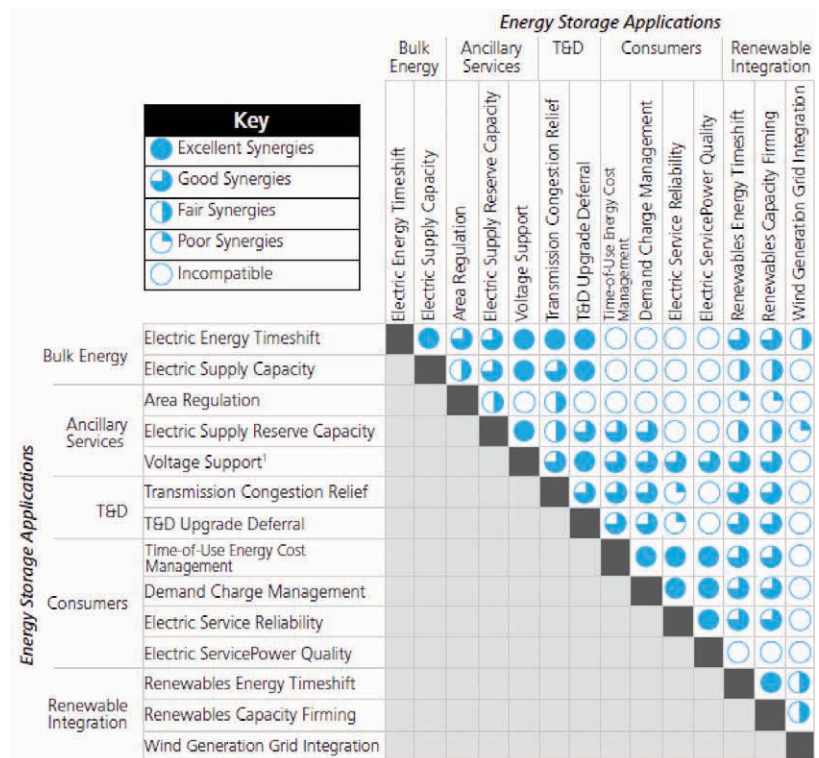 Energy Storage Applications
Bulk Energy
Ancillary Services
T&D
Consumers
Renewable Integration
Key
Excellent Synergies
Good Synergies
Fair Synergies
Poor Synergies
Incompatible
Electric Energy Timeshift
Electric Supply Capacity
Area Regulation
Electric Supply Reserve Capacity
Voltage Support
Transmission Congestion Relief
T&D Upgrade Deferral
Time-of-Use Energy Cost
Management
Demand Charge Management
Electric Service Reliability
Electric ServicePower Quality
Renewables Energy Timeshift
Renewables Capacity Firming
Wind Generation Grid Integration
Energy Storage Applications
Bulk Energy
Electric Energy Timeshift
Electric Supply Capacity
Ancillary
Services
Area Regulation
Electric Supply Reserve Capacity
Voltage Support¹
T&D
Transmission Congestion Relief
T&D Upgrade Deferral
Consumers
Time-of-Use Energy Cost
Management
Demand Charge Management
Electric Service Reliability
Electric ServicePower Quality
Renewable
Integration
Renewables Energy Timeshift
Renewables Capacity Firming
Wind Generation Grid Integration